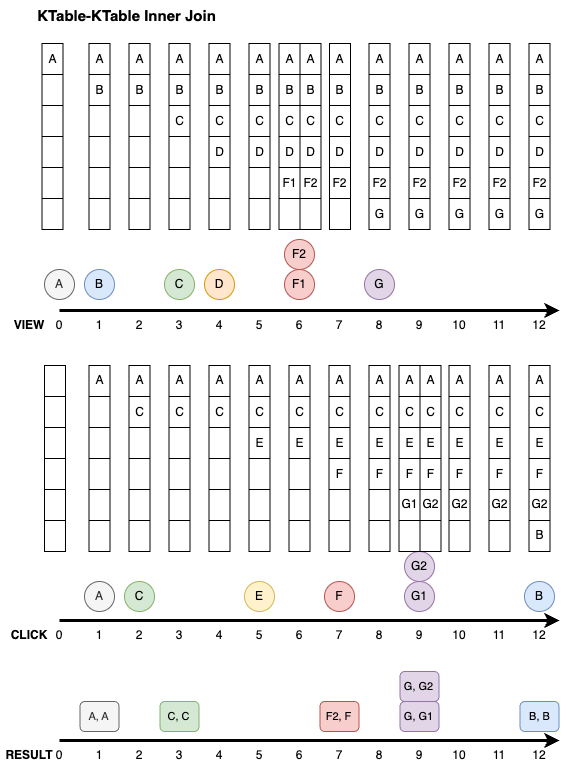 KTable-KTable Inner Join
A A A A A A A A A A A A A A
B B B B B B B B B B B B B
C C C C C C C C C C C
D D D D D D D D D D
F1 F2 F2 F2 F2 F2 F2 F2
G G G G G
F2
A B C D F1 G
VIEW 0 1 2 3 4 5 6 7 8 9 10 11 12
A A A A A A A A A A A A A
C C C C C C C C C C C C
E E E E E E E E E
F F F F F F F
G1 G2 G2 G2 G2
B
G2
A C E F G1 B
CLICK 0 1 2 3 4 5 6 7 8 9 10 11 12
G, G2
A, A C, C F2, F G, G1 B, B
RESULT 0 1 2 3 4 5 6 7 8 9 10 11 12